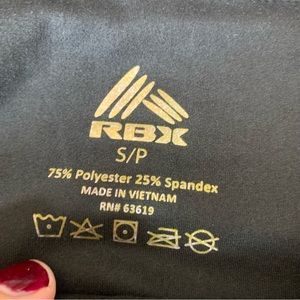 RBX
S/P
75% Polyester 25% Spandex
MADE IN VIETNAM
RN# 63619